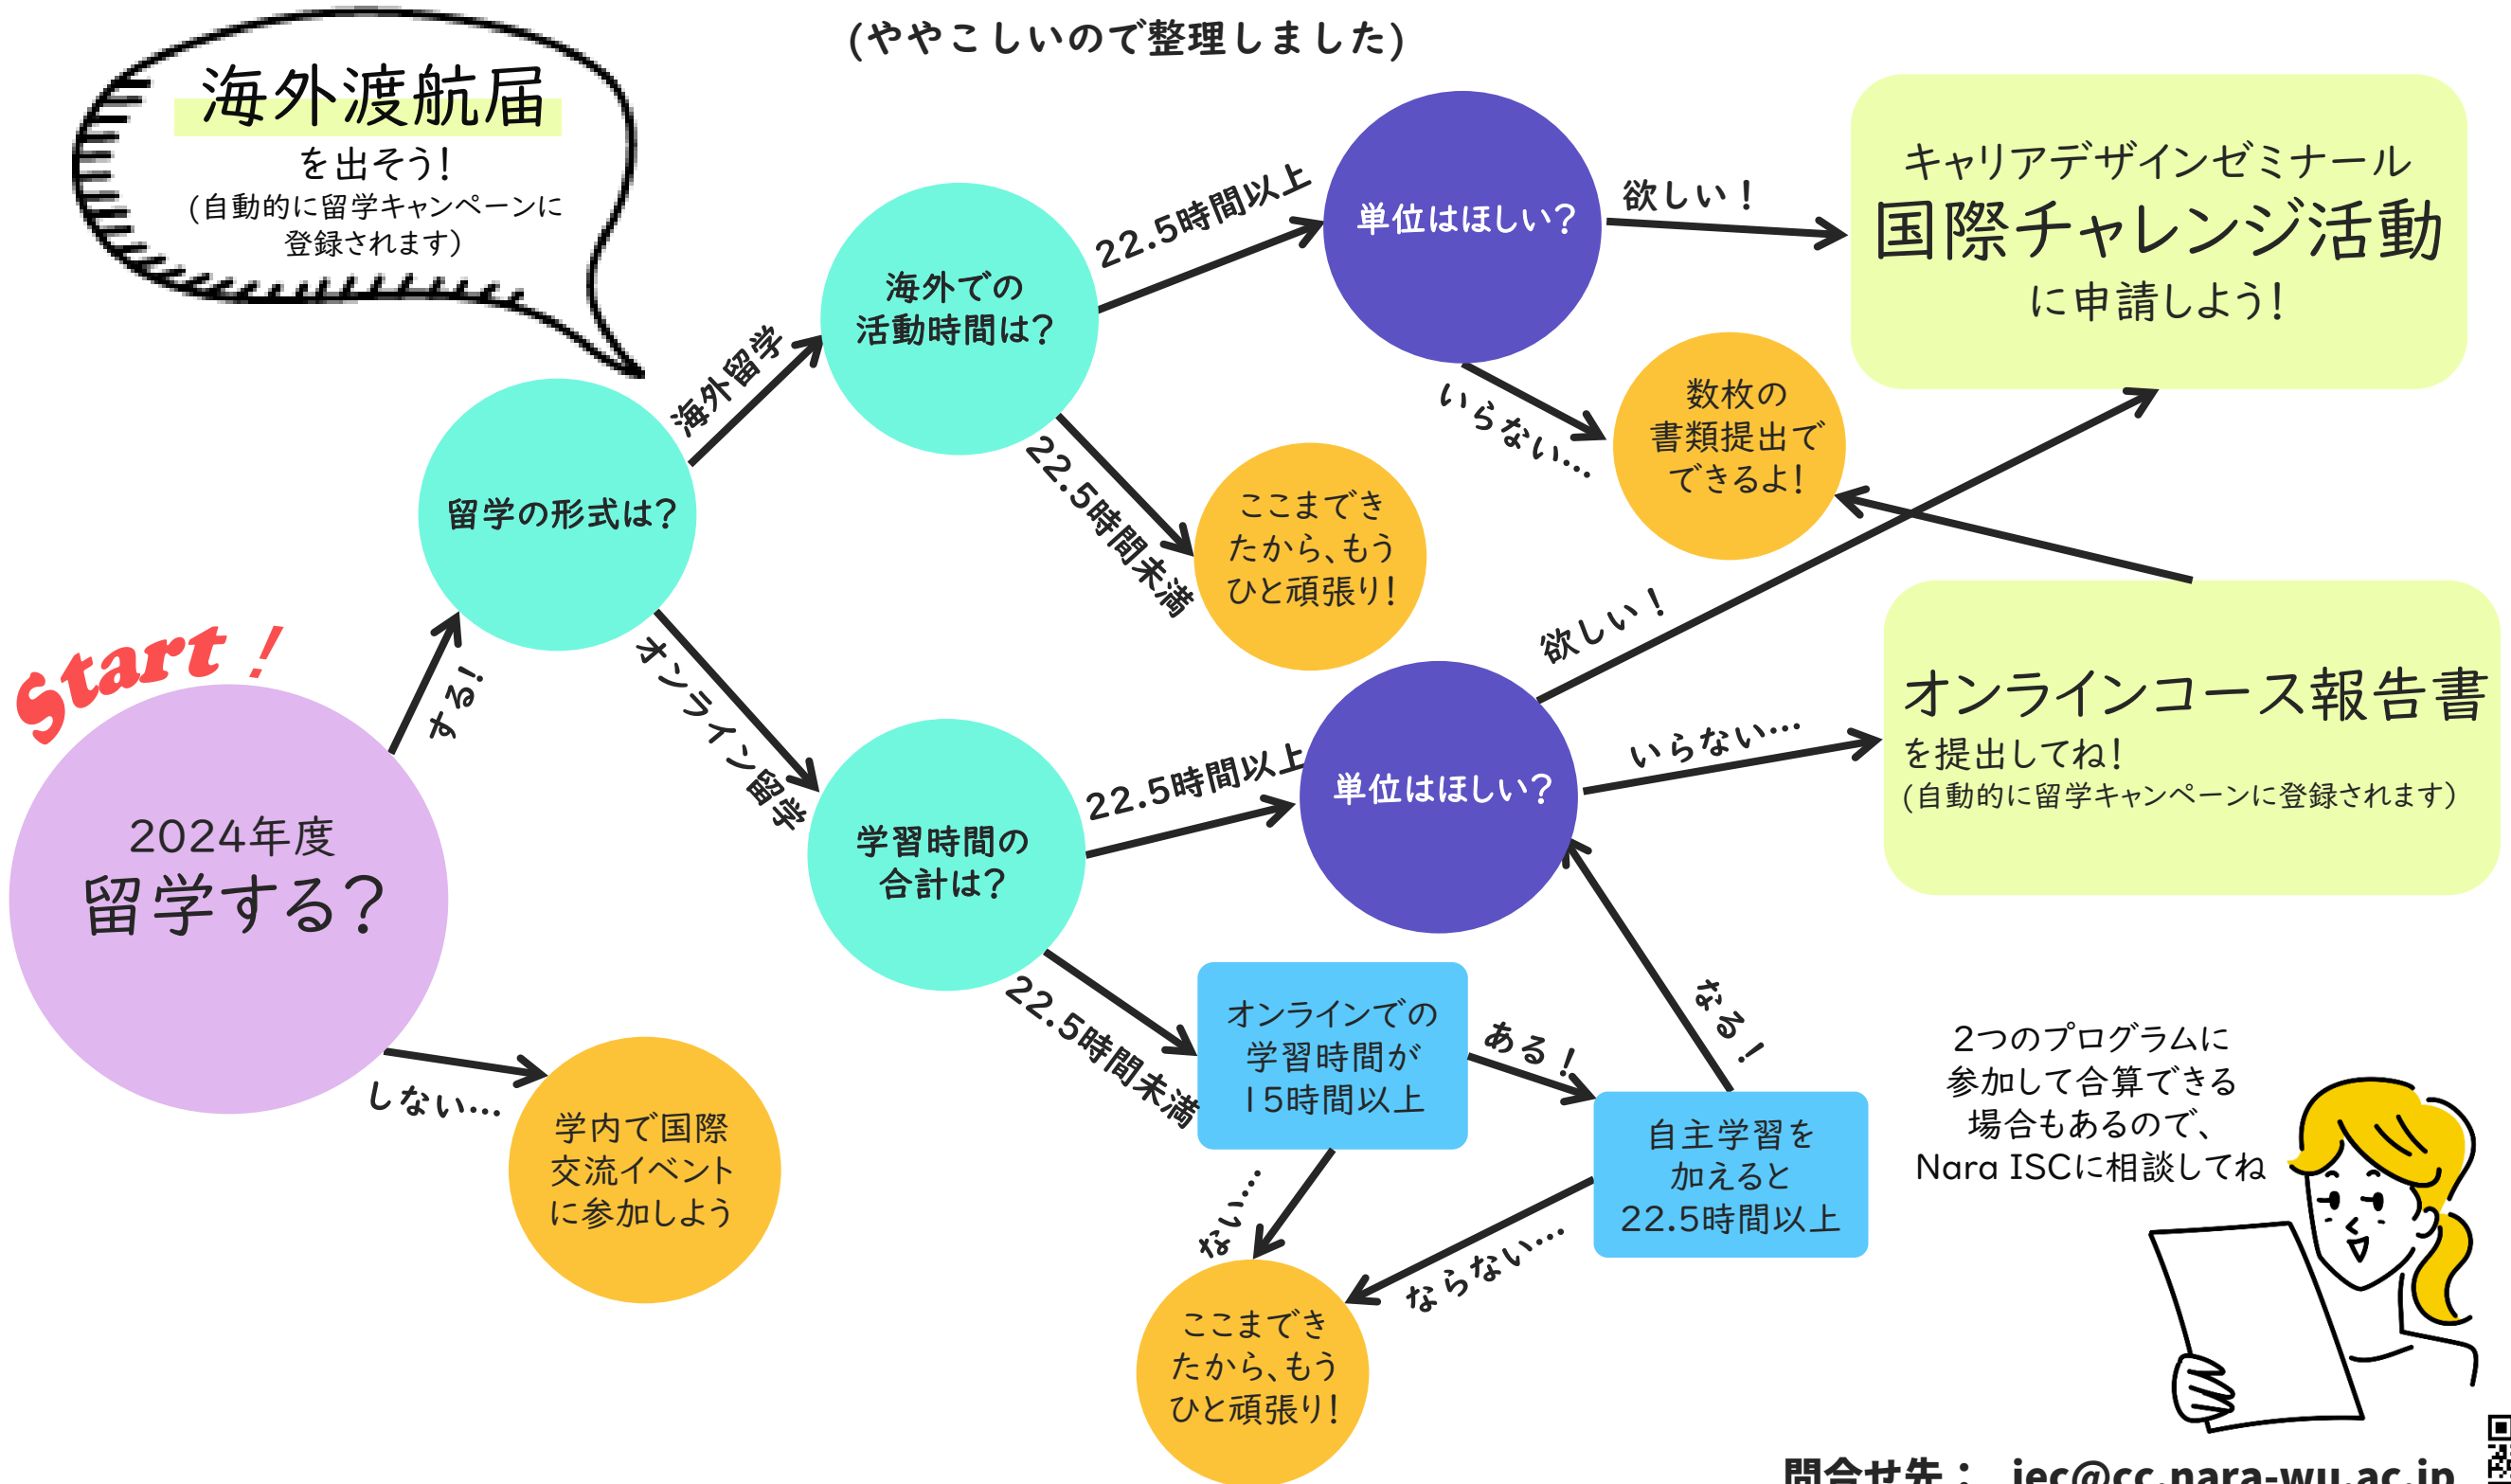 (ややこしいので整理しました)
海外渡航届
を出そう!
(自動的に留学キャンペーンに
登録されます)
Start!
2024年度
留学する?
する!
しない…
学内で国際
交流イベント
に参加しよう
留学の形式は?
海外留学
オンライン留学
海外での
活動時間は?
22.5時間以上
22.5時間未満
ここまでき
たから、もう
ひと頑張り!
単位はほしい?
欲しい!
いらない…
キャリアデザインゼミナール
国際チャレンジ活動
に申請しよう!
数枚の
書類提出で
できるよ!
学習時間の
合計は?
22.5時間以上
22.5時間未満
単位はほしい?
欲しい!
いらない…
オンラインコース報告書
を提出してね!
(自動的に留学キャンペーンに登録されます)
オンラインでの
学習時間が
15時間以上
ある!
ない…
自主学習を
加えると
22.5時間以上
なる!
ならない…
ここまでき
たから、もう
ひと頑張り!
2つのプログラムに
参加して合算できる
場合もあるので、
Nara ISCに相談してね
問合せ先: iec@cc.nara-wu.ac.jp